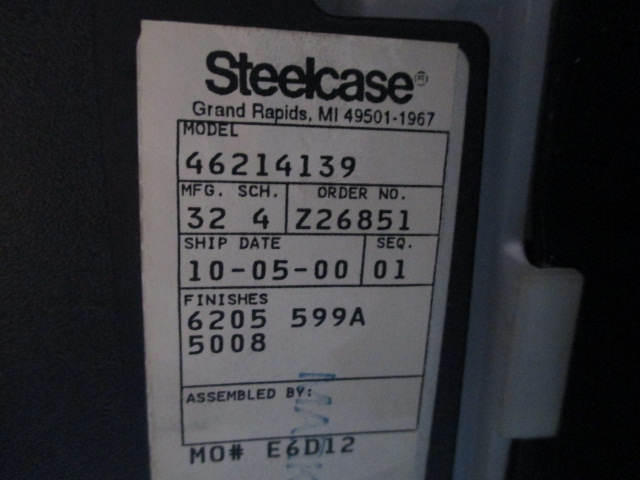 Steelcase®
Grand Rapids, MI 49501-1967
MODEL
46214139
MFG. SCH. ORDER NO.
32 4 Z26851
SHIP DATE SEQ.
10-05-00 01
FINISHES
6205 599A
5008
ASSEMBLED BY:
MO# E6D12